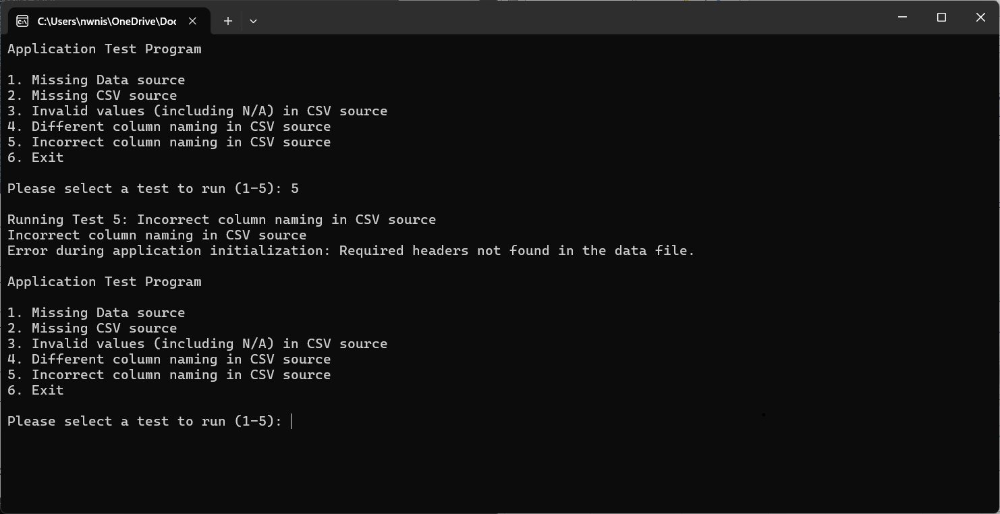 C:\Users\nwnis\OneDrive\Doc
Application Test Program
1. Missing Data source
2. Missing CSV source
3. Invalid values (including N/A) in CSV source
4. Different column naming in CSV source
5. Incorrect column naming in CSV source
6. Exit
Please select a test to run (1-5): 5
Running Test 5: Incorrect column naming in CSV source
Incorrect column naming in CSV source
Error during application initialization: Required headers not found in the data file.
Application Test Program
1. Missing Data source
2. Missing CSV source
3. Invalid values (including N/A) in CSV source
4. Different column naming in CSV source
5. Incorrect column naming in CSV source
6. Exit
Please select a test to run (1-5):